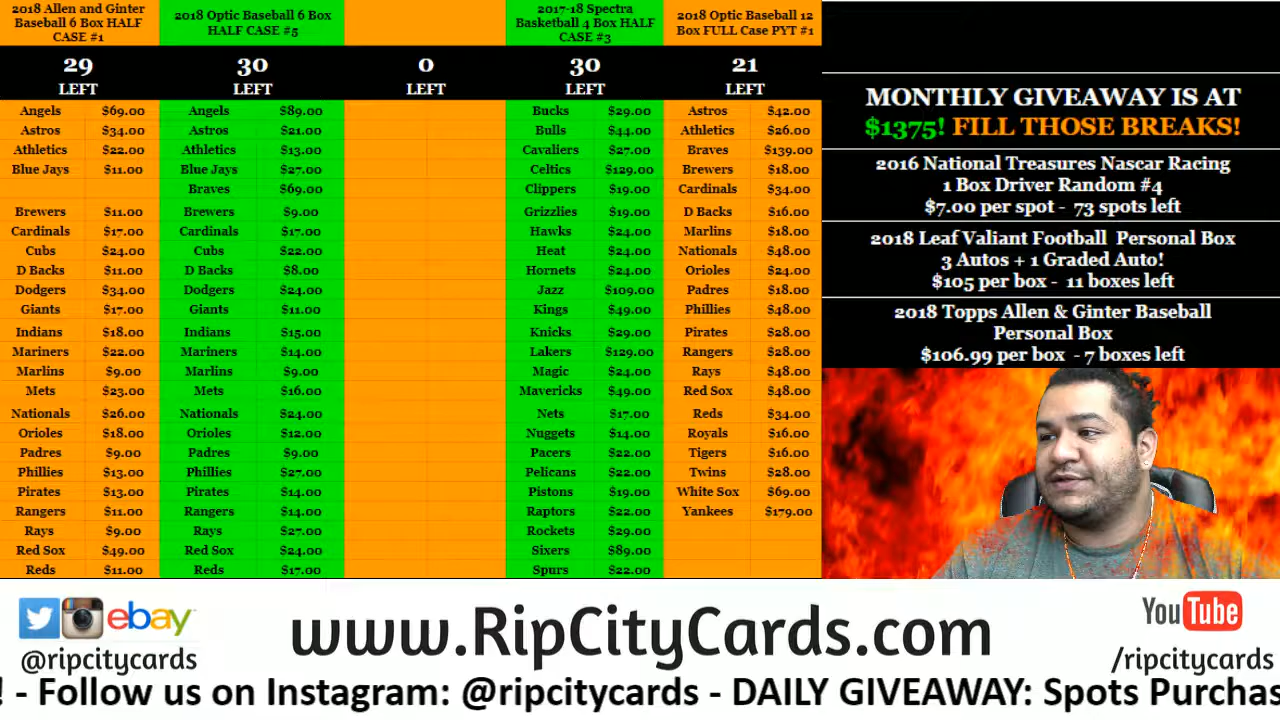 2018 Allen and Ginter
Baseball 6 Box HALF
CASE #1
29
LEFT
Angels $69.00
Astros $34.00
Athletics $22.00
Blue Jays $11.00
Brewers $11.00
Cardinals $17.00
Cubs $24.00
D Backs $11.00
Dodgers $34.00
Giants $17.00
Indians $18.00
Mariners $22.00
Marlins $9.00
Mets $23.00
Nationals $26.00
Orioles $18.00
Padres $9.00
Phillies $13.00
Pirates $13.00
Rangers $11.00
Rays $9.00
Red Sox $49.00
Reds $11.00
2018 Optic Baseball 6 Box
HALF CASE #5
30
LEFT
Angels $89.00
Astros $21.00
Athletics $13.00
Blue Jays $27.00
Braves $69.00
Brewers $9.00
Cardinals $17.00
Cubs $22.00
D Backs $8.00
Dodgers $24.00
Giants $11.00
Indians $15.00
Mariners $14.00
Marlins $9.00
Mets $16.00
Nationals $24.00
Orioles $12.00
Padres $9.00
Phillies $27.00
Pirates $14.00
Rangers $14.00
Rays $27.00
Red Sox $24.00
Reds $17.00
0
LEFT
2017-18 Spectra
Basketball 4 Box HALF
CASE #3
30
LEFT
Bucks $29.00
Bulls $44.00
Cavaliers $27.00
Celtics $129.00
Clippers $19.00
Grizzlies $19.00
Hawks $24.00
Heat $24.00
Hornets $24.00
Jazz $109.00
Kings $49.00
Knicks $29.00
Lakers $129.00
Magic $24.00
Mavericks $49.00
Nets $17.00
Nuggets $14.00
Pacers $22.00
Pelicans $22.00
Pistons $19.00
Raptors $22.00
Rockets $29.00
Sixers $89.00
Spurs $22.00
2018 Optic Baseball 12
Box FULL Case PYT #1
21
LEFT
Astros $42.00
Athletics $26.00
Braves $139.00
Brewers $18.00
Cardinals $34.00
D Backs $16.00
Marlins $18.00
Nationals $48.00
Orioles $24.00
Padres $18.00
Phillies $48.00
Pirates $28.00
Rangers $28.00
Rays $48.00
Red Sox $48.00
Reds $34.00
Royals $16.00
Tigers $16.00
Twins $28.00
White Sox $69.00
Yankees $179.00
MONTHLY GIVEAWAY IS AT
$1375! FILL THOSE BREAKS!
2016 National Treasures Nascar Racing
1 Box Driver Random #4
$7.00 per spot - 73 spots left
2018 Leaf Valiant Football Personal Box
3 Autos + 1 Graded Auto!
$105 per box - 11 boxes left
2018 Topps Allen & Ginter Baseball
Personal Box
$106.99 per box - 7 boxes left
ebay
@ripcitycards
www.RipCityCards.com
YouTube
/ripcitycards
! - Follow us on Instagram: @ripcitycards - DAILY GIVEAWAY: Spots Purchas